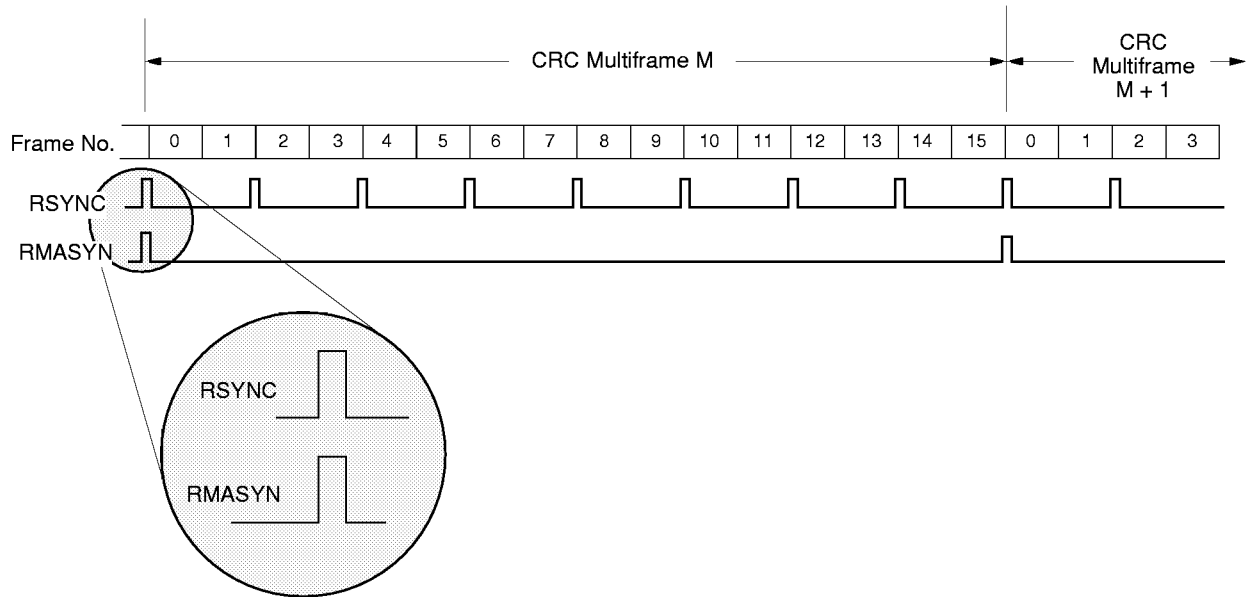 CRC Multiframe M
CRC
Multiframe
M + 1
Frame No. 0 1 2 3 4 5 6 7 8 9 10 11 12 13 14 15 0 1 2 3
RSYNC
RMASYN
RSYNC
RMASYN